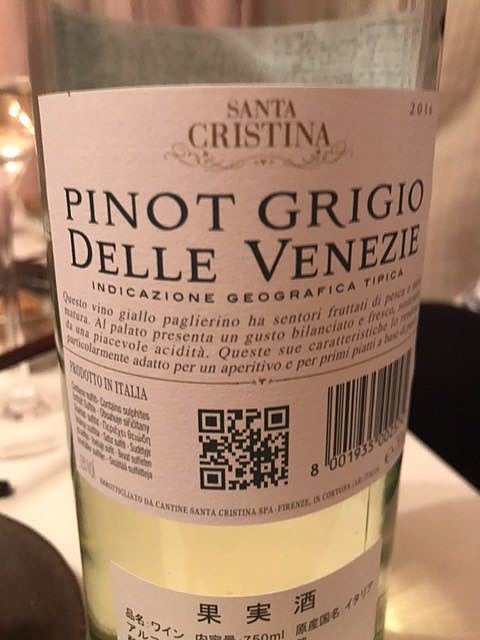 SANTA
CRISTINA
2016
PINOT GRIGIO
DELLE VENEZIE
INDICAZIONE GEOGRAFICA TIPICA
Questo vino giallo paglierino ha sentori fruttati di pesca e
matura. Al palato presenta un gusto bilanciato e fresco,
da una piacevole acidità. Queste sue caratteristiche lo
particolarmente adatto per un aperitivo e per primi piatti a base di
PRODOTTO IN ITALIA
Contains sulphites
8 001935
IMBOTTIGLIATO DA CANTINE SANTA CRISTINA SPA - FIRENZE, IN CORTONA (AR) ITALIA
果実酒
品名:ワイン
内容量:750ml
原産国名:イタリア